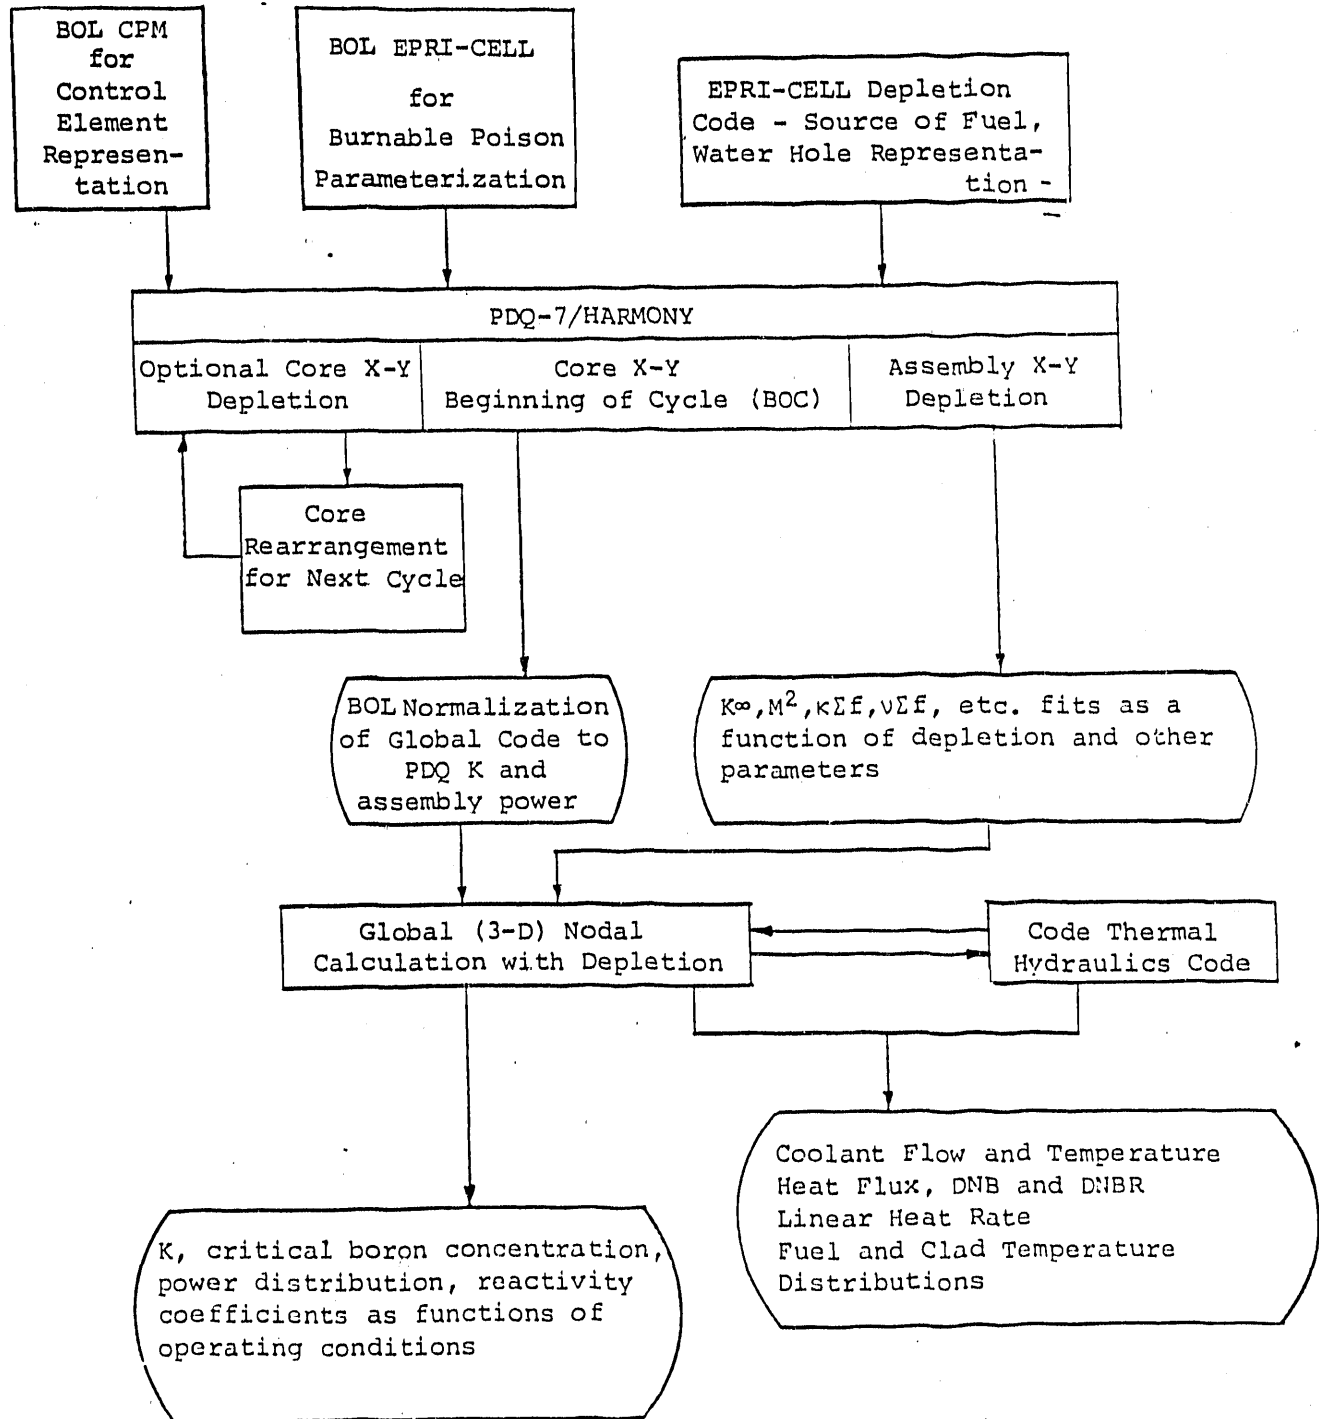 BOL CPM
for
Control
Element
Represen-
tation
BOL EPRI-CELL
for
Burnable Poison
Parameterization
EPRI-CELL Depletion
Code - Source of Fuel,
Water Hole Representa-
tion -
PDQ-7/HARMONY
Optional Core X-Y
Depletion
Core X-Y
Beginning of Cycle (BOC)
Assembly X-Y
Depletion
Core
Rearrangement
for Next Cycle
BOL Normalization
of Global Code to
PDQ K and
assembly power
K∞,M²,κΣf,νΣf, etc. fits as a
function of depletion and other
parameters
Global (3-D) Nodal
Calculation with Depletion
Code Thermal
Hydraulics Code
Coolant Flow and Temperature
Heat Flux, DNB and DNBR
Linear Heat Rate
Fuel and Clad Temperature
Distributions
K, critical boron concentration,
power distribution, reactivity
coefficients as functions of
operating conditions